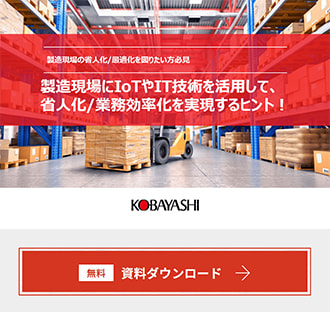 製造現場の省人化/最適化を図りたい方必見
製造現場にIoTやIT技術を活用して、
省人化/業務効率化を実現するヒント！
KOBAYASHI
無料 資料ダウンロード →